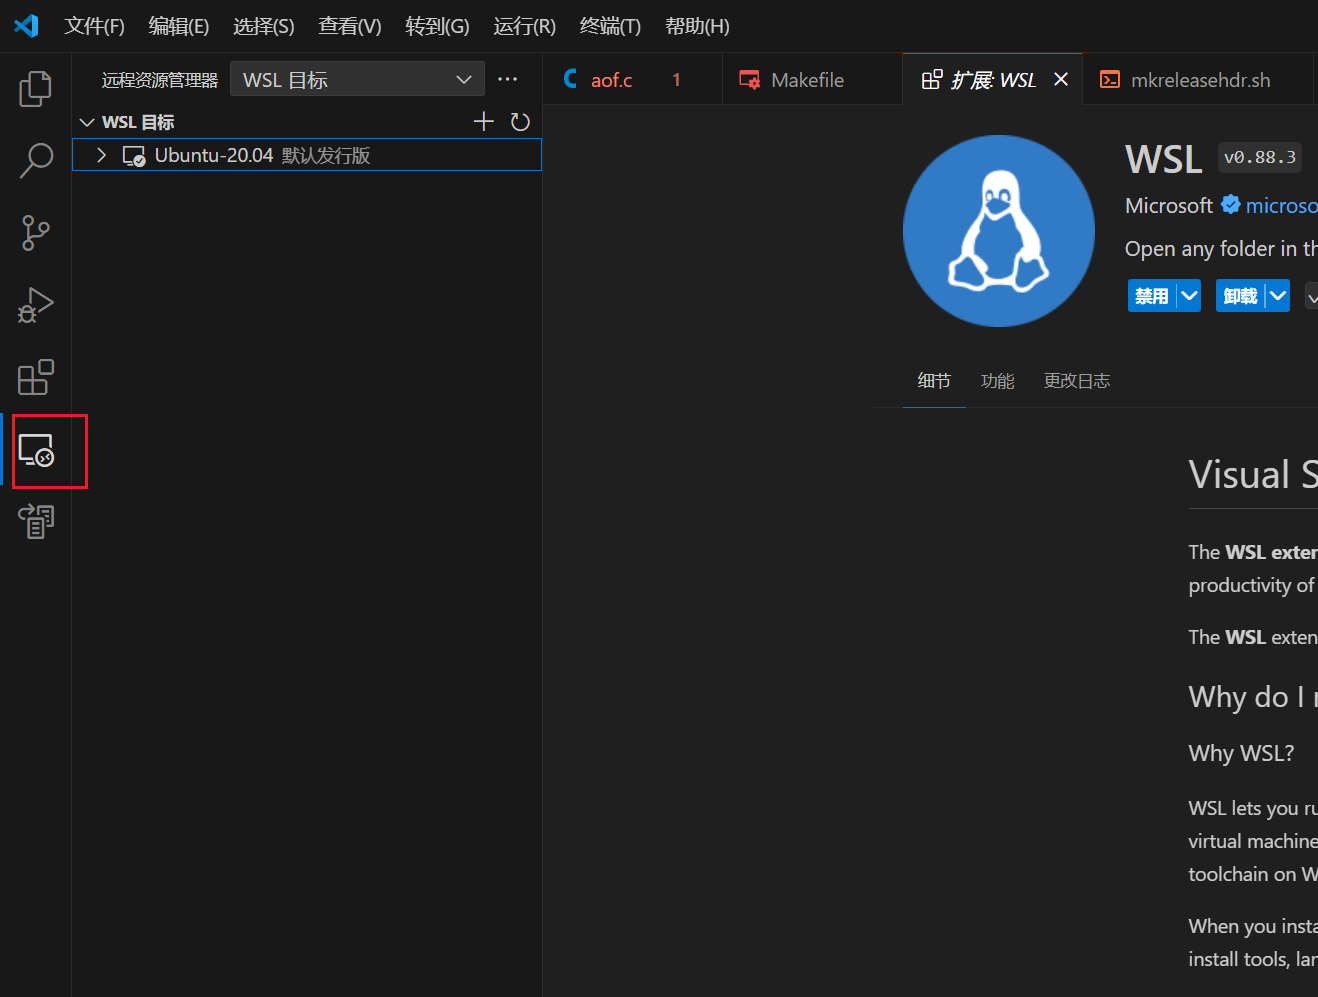 文件(F) 编辑(E) 选择(S) 查看(V) 转到(G) 运行(R) 终端(T) 帮助(H)
远程资源管理器 WSL 目标
WSL 目标
Ubuntu-20.04 默认发行版
aof.c 1 Makefile 扩展: WSL mkreleasehdr.sh
WSL v0.88.3
Microsoft microso
Open any folder in th
禁用 卸载
细节 功能 更改日志
Visual S
The WSL exten
productivity of
The WSL exten
Why do I
Why WSL?
WSL lets you ru
virtual machine
toolchain on W
When you insta
install tools, lan